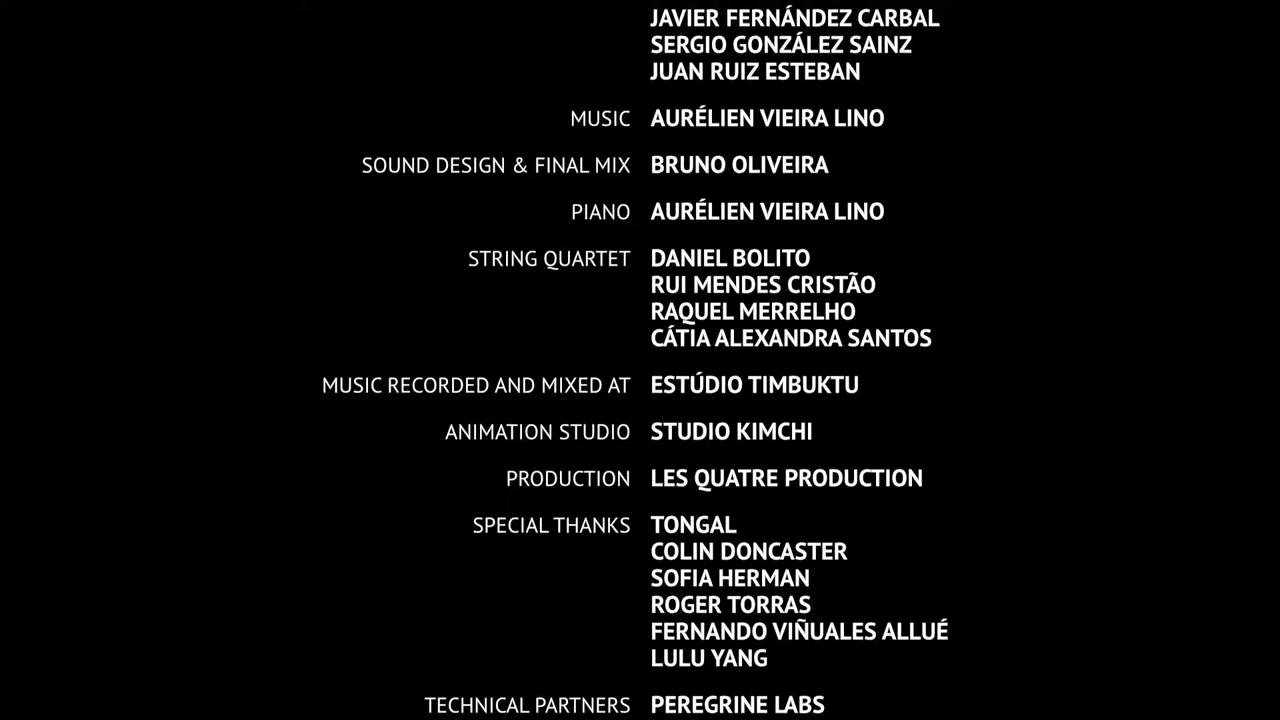 JAVIER FERNÁNDEZ CARBAL
SERGIO GONZÁLEZ SAINZ
JUAN RUIZ ESTEBAN
MUSIC AURÉLIEN VIEIRA LINO
SOUND DESIGN & FINAL MIX BRUNO OLIVEIRA
PIANO AURÉLIEN VIEIRA LINO
STRING QUARTET DANIEL BOLITO
RUI MENDES CRISTÃO
RAQUEL MERRELHO
CÁTIA ALEXANDRA SANTOS
MUSIC RECORDED AND MIXED AT ESTÚDIO TIMBUKTU
ANIMATION STUDIO STUDIO KIMCHI
PRODUCTION LES QUATRE PRODUCTION
SPECIAL THANKS TONGAL
COLIN DONCASTER
SOFIA HERMAN
ROGER TORRAS
FERNANDO VIÑUALES ALLUÉ
LULU YANG
TECHNICAL PARTNERS PEREGRINE LABS